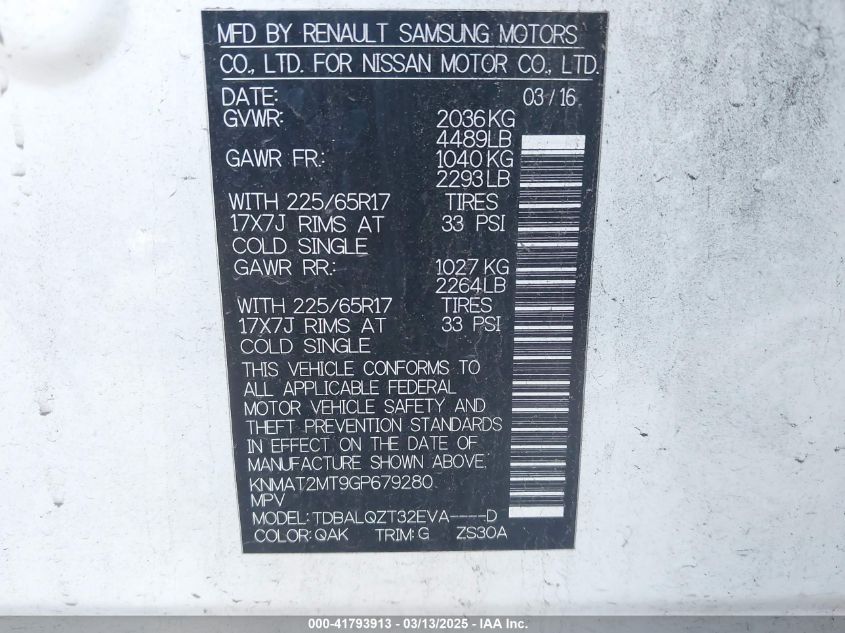 MFD BY RENAULT SAMSUNG MOTORS
CO., LTD. FOR NISSAN MOTOR CO., LTD.
DATE: 03/16
GVWR: 2036 KG
4489LB
GAWR FR.: 1040 KG
2293 LB
WITH 225/65R17 TIRES
17X7J RIMS AT 33 PSI
COLD SINGLE
GAWR RR.: 1027 KG
2264LB
WITH 225/65R17 TIRES
17X7J RIMS AT 33 PSI
COLD SINGLE
THIS VEHICLE CONFORMS TO
ALL APPLICABLE FEDERAL
MOTOR VEHICLE SAFETY AND
THEFT PREVENTION STANDARDS
IN EFFECT ON THE DATE OF
MANUFACTURE SHOWN ABOVE.
KNMAT2MT9GP679280
MPV
MODEL: TDBALQZT32EVA----D
COLOR: QAK TRIM: G ZS30A
000-41793913 - 03/13/2025 - IAA Inc.